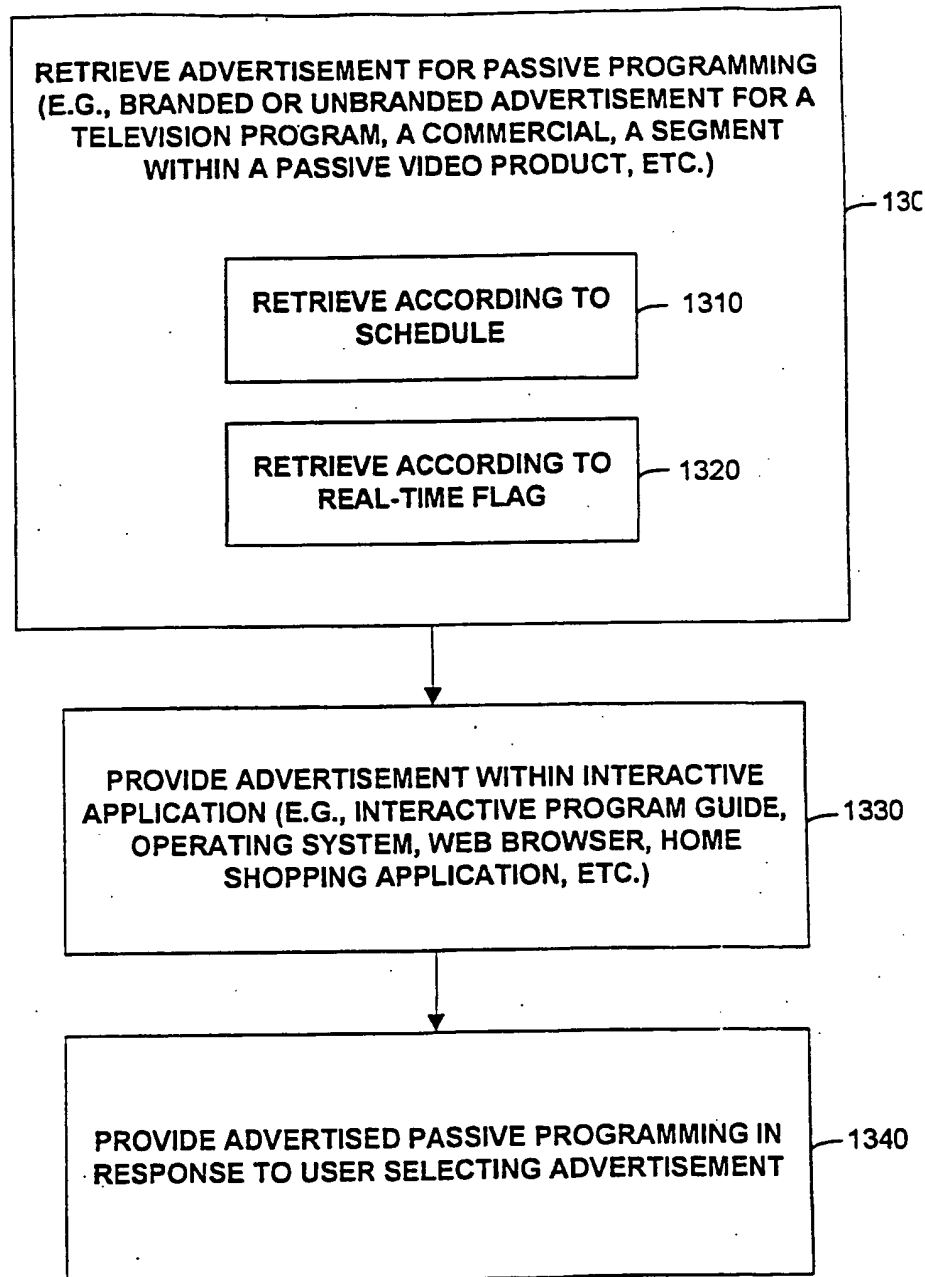 RETRIEVE ADVERTISEMENT FOR PASSIVE PROGRAMMING
(E.G., BRANDED OR UNBRANDED ADVERTISEMENT FOR A
TELEVISION PROGRAM, A COMMERCIAL, A SEGMENT
WITHIN A PASSIVE VIDEO PRODUCT, ETC.)
RETRIEVE ACCORDING TO
SCHEDULE
1310
RETRIEVE ACCORDING TO
REAL-TIME FLAG
1320
PROVIDE ADVERTISEMENT WITHIN INTERACTIVE
APPLICATION (E.G., INTERACTIVE PROGRAM GUIDE,
OPERATING SYSTEM, WEB BROWSER, HOME
SHOPPING APPLICATION, ETC.)
1330
PROVIDE ADVERTISED PASSIVE PROGRAMMING IN
RESPONSE TO USER SELECTING ADVERTISEMENT
1340